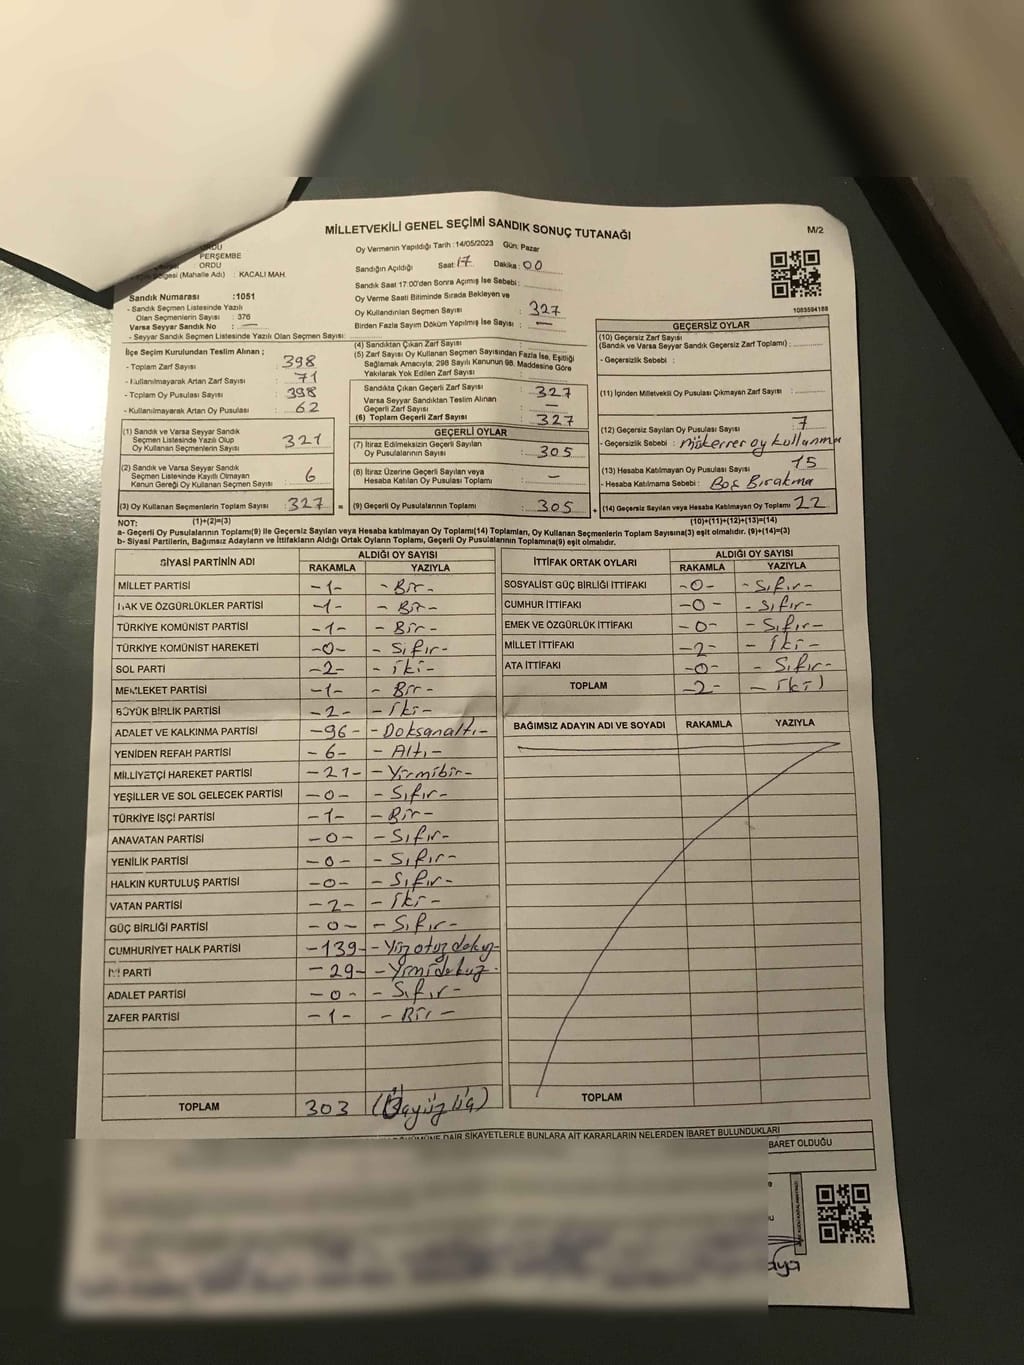 MİLLETVEKİLİ GENEL SEÇİMİ SANDIK SONUÇ TUTANAĞI
M/2
ORDU
PERŞEMBE
ORDU
(Mahalle Adı) : KACALI MAH.
Oy Vermenin Yapıldığı Tarih :14/05/2023 Gün: Pazar
Sandığın Açıldığı Saat: 17 Dakika: 00
Sandık Saat 17:00'den Sonra Açımış İse Sebebi :
Oy Verme Saati Bitiminde Sırada Bekleyen ve
Oy Kullandırılan Seçmen Sayısı : 327
Birden Fazla Sayım Döküm Yapılmış İse Sayısı : —
Sandık Numarası :1051
- Sandık Seçmen Listesinde Yazılı
Olan Seçmenlerin Sayısı : 376
Varsa Seyyar Sandık No : —
- Seyyar Sandık Seçmen Listesinde Yazılı Olan Seçmen Sayısı:
İlçe Seçim Kurulundan Teslim Alınan ;
- Toplam Zarf Sayısı : 398
- Kullanılmayarak Artan Zarf Sayısı : 71
- Toplam Oy Pusulası Sayısı : 398
- Kullanılmayarak Artan Oy Pusulası : 62
(1) Sandık ve Varsa Seyyar Sandık
Seçmen Listesinde Yazılı Olup
Oy Kullanan Seçmenlerin Sayısı : 321
(2) Sandık ve Varsa Seyyar Sandık
Seçmen Listesinde Kayıtlı Olmayan
Kanun Gereği Oy Kullanan Seçmen Sayısı : 6
(3) Oy Kullanan Seçmenlerin Toplam Sayısı : 327 =
(4) Sandıktan Çıkan Zarf Sayısı :
(5) Zarf Sayısı Oy Kullanan Seçmen Sayısından Fazla İse, Eşitliği
Sağlamak Amacıyla; 298 Sayılı Kanunun 98. Maddesine Göre
Yakılarak Yok Edilen Zarf Sayısı :
Sandıkta Çıkan Geçerli Zarf Sayısı : 327
Varsa Seyyar Sandıktan Teslim Alınan
Geçerli Zarf Sayısı : —
(6) Toplam Geçerli Zarf Sayısı : 327
GEÇERLİ OYLAR
(7) İtiraz Edilmeksizin Geçerli Sayılan
Oy Pusulalarının Sayısı : 305
(8) İtiraz Üzerine Geçerli Sayılan veya
Hesaba Katılan Oy Pusulası Toplamı : —
(9) Geçerli Oy Pusulalarının Toplamı : 305 +
1083594188
GEÇERSİZ OYLAR
(10) Geçersiz Zarf Sayısı
(Sandık ve Varsa Seyyar Sandık Geçersiz Zarf Toplamı) :
- Geçersizlik Sebebi :
(11) İçinden Milletvekili Oy Pusulası Çıkmayan Zarf Sayısı :
(12) Geçersiz Sayılan Oy Pusulası Sayısı : 7
- Geçersizlik Sebebi : Mükerrer oy kullanma
(13) Hesaba Katılmayan Oy Pusulası Sayısı : 15
- Hesaba Katılmama Sebebi : Boş Bırakma
(14) Geçersiz Sayılan veya Hesaba Katılmayan Oy Toplamı : 22
NOT: (1)+(2)=(3)
(10)+(11)+(12)+(13)=(14)
a- Geçerli Oy Pusulalarının Toplamı(9) ile Geçersiz Sayılan veya Hesaba katılmayan Oy Toplamı(14) Toplamları, Oy Kullanan Seçmenlerin Toplam Sayısına(3) eşit olmalıdır. (9)+(14)=(3)
b- Siyasi Partilerin, Bağımsız Adayların ve İttifakların Aldığı Ortak Oyların Toplamı, Geçerli Oy Pusulalarının Toplamına(9) eşit olmalıdır.
SİYASİ PARTİNİN ADI ALDIĞI OY SAYISI
RAKAMLA YAZIYLA
MİLLET PARTİSİ -1- -Bir-
HAK VE ÖZGÜRLÜKLER PARTİSİ -1- -Bir-
TÜRKİYE KOMÜNİST PARTİSİ -1- -Bir-
TÜRKİYE KOMÜNİST HAREKETİ -0- -Sıfır-
SOL PARTİ -2- -iki-
MEMLEKET PARTİSİ -1- -Bir-
BÜYÜK BİRLİK PARTİSİ -2- -İki-
ADALET VE KALKINMA PARTİSİ -96- -Doksanaltı-
YENİDEN REFAH PARTİSİ -6- -Altı-
MİLLİYETÇİ HAREKET PARTİSİ -21- -Yirmibir-
YEŞİLLER VE SOL GELECEK PARTİSİ -0- -Sıfır-
TÜRKİYE İŞÇİ PARTİSİ -1- -Bir-
ANAVATAN PARTİSİ -0- -Sıfır-
YENİLİK PARTİSİ -0- -Sıfır-
HALKIN KURTULUŞ PARTİSİ -0- -Sıfır-
VATAN PARTİSİ -2- -İki-
GÜÇ BİRLİĞİ PARTİSİ -0- -Sıfır-
CUMHURİYET HALK PARTİSİ -139- -Yüzotuzdokuz-
İYİ PARTİ -29- -Yirmidokuz-
ADALET PARTİSİ -0- -Sıfır-
ZAFER PARTİSİ -1- -Bir-
TOPLAM 303 (Üçyüzüç)
İTTİFAK ORTAK OYLARI ALDIĞI OY SAYISI
RAKAMLA YAZIYLA
SOSYALİST GÜÇ BİRLİĞİ İTTİFAKI -0- -Sıfır-
CUMHUR İTTİFAKI -0- -Sıfır-
EMEK VE ÖZGÜRLÜK İTTİFAKI -0- -Sıfır-
MİLLET İTTİFAKI -2- -İki-
ATA İTTİFAKI -0- -Sıfır-
TOPLAM -2- -İki)
BAĞIMSIZ ADAYIN ADI VE SOYADI RAKAMLA YAZIYLA
TOPLAM
DAİR ŞİKAYETLERLE BUNLARA AİT KARARLARIN NELERDEN İBARET BULUNDUKLARI
BARET OLDUĞU